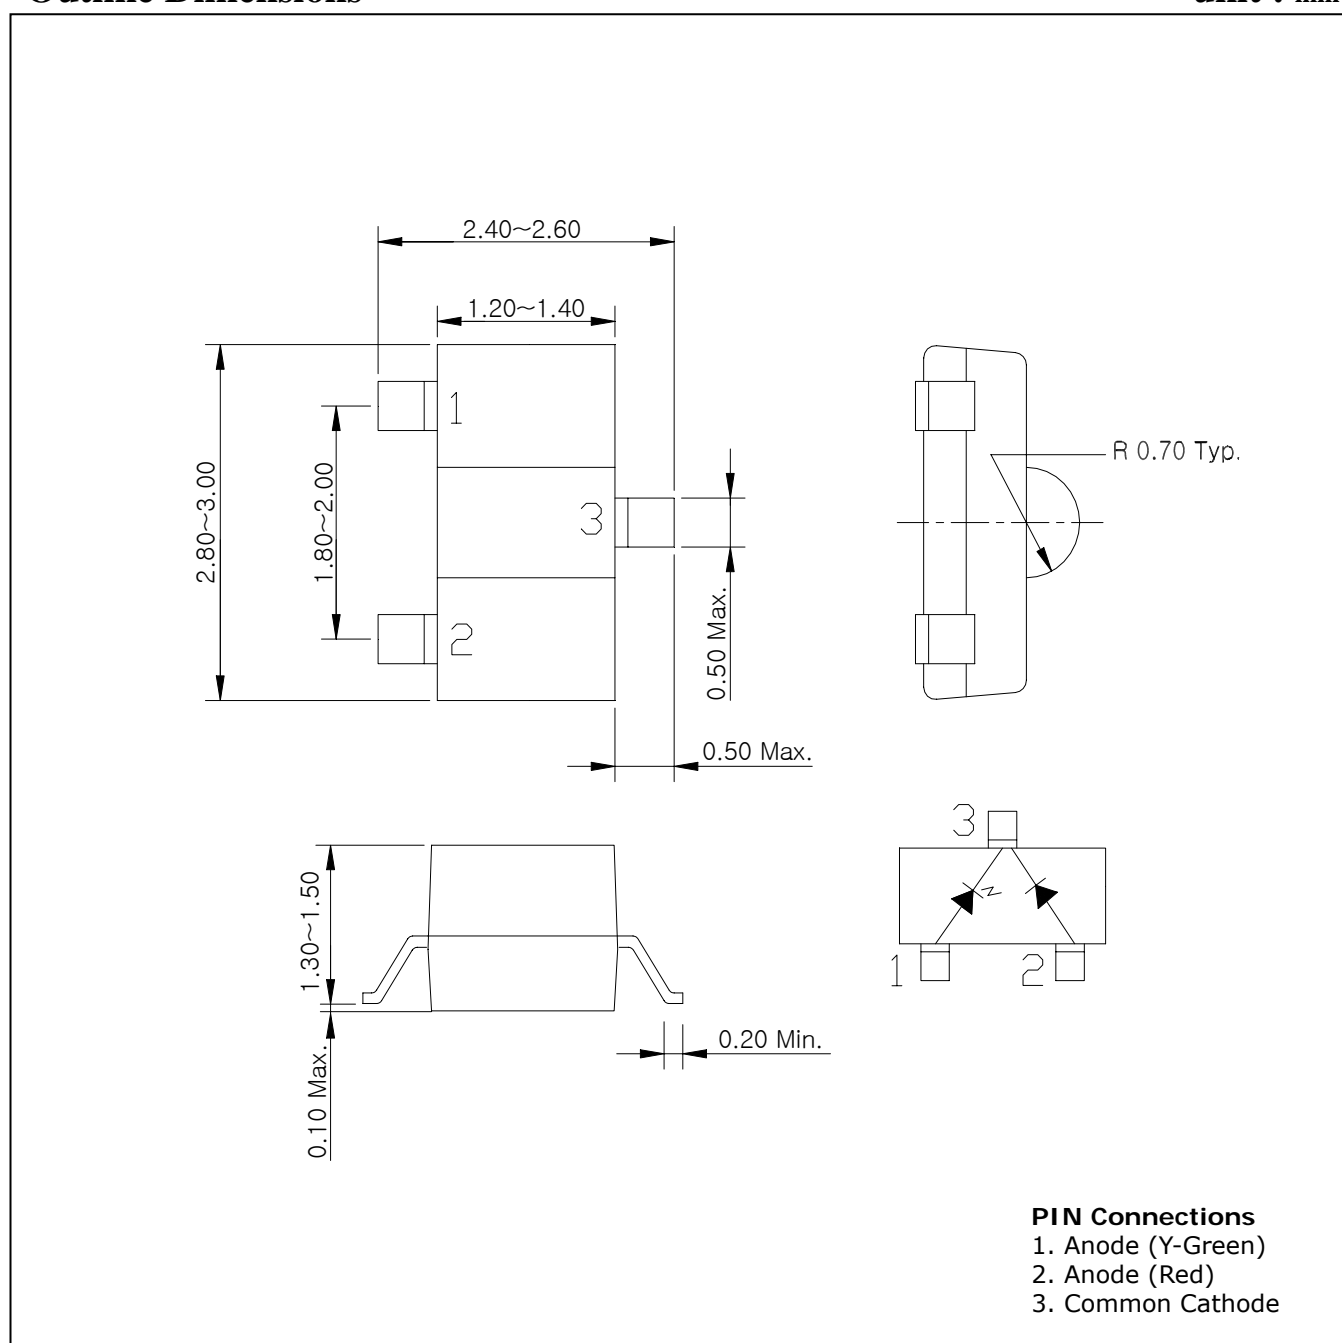 2.40~2.60
1.20~1.40
1
2.80~3.00
1.80~2.00
3
R 0.70 Typ.
2
0.50 Max.
0.50 Max.
3
1.30~1.50
1
2
0.20 Min.
0.10 Max.
PIN Connections
1. Anode (Y-Green)
2. Anode (Red)
3. Common Cathode